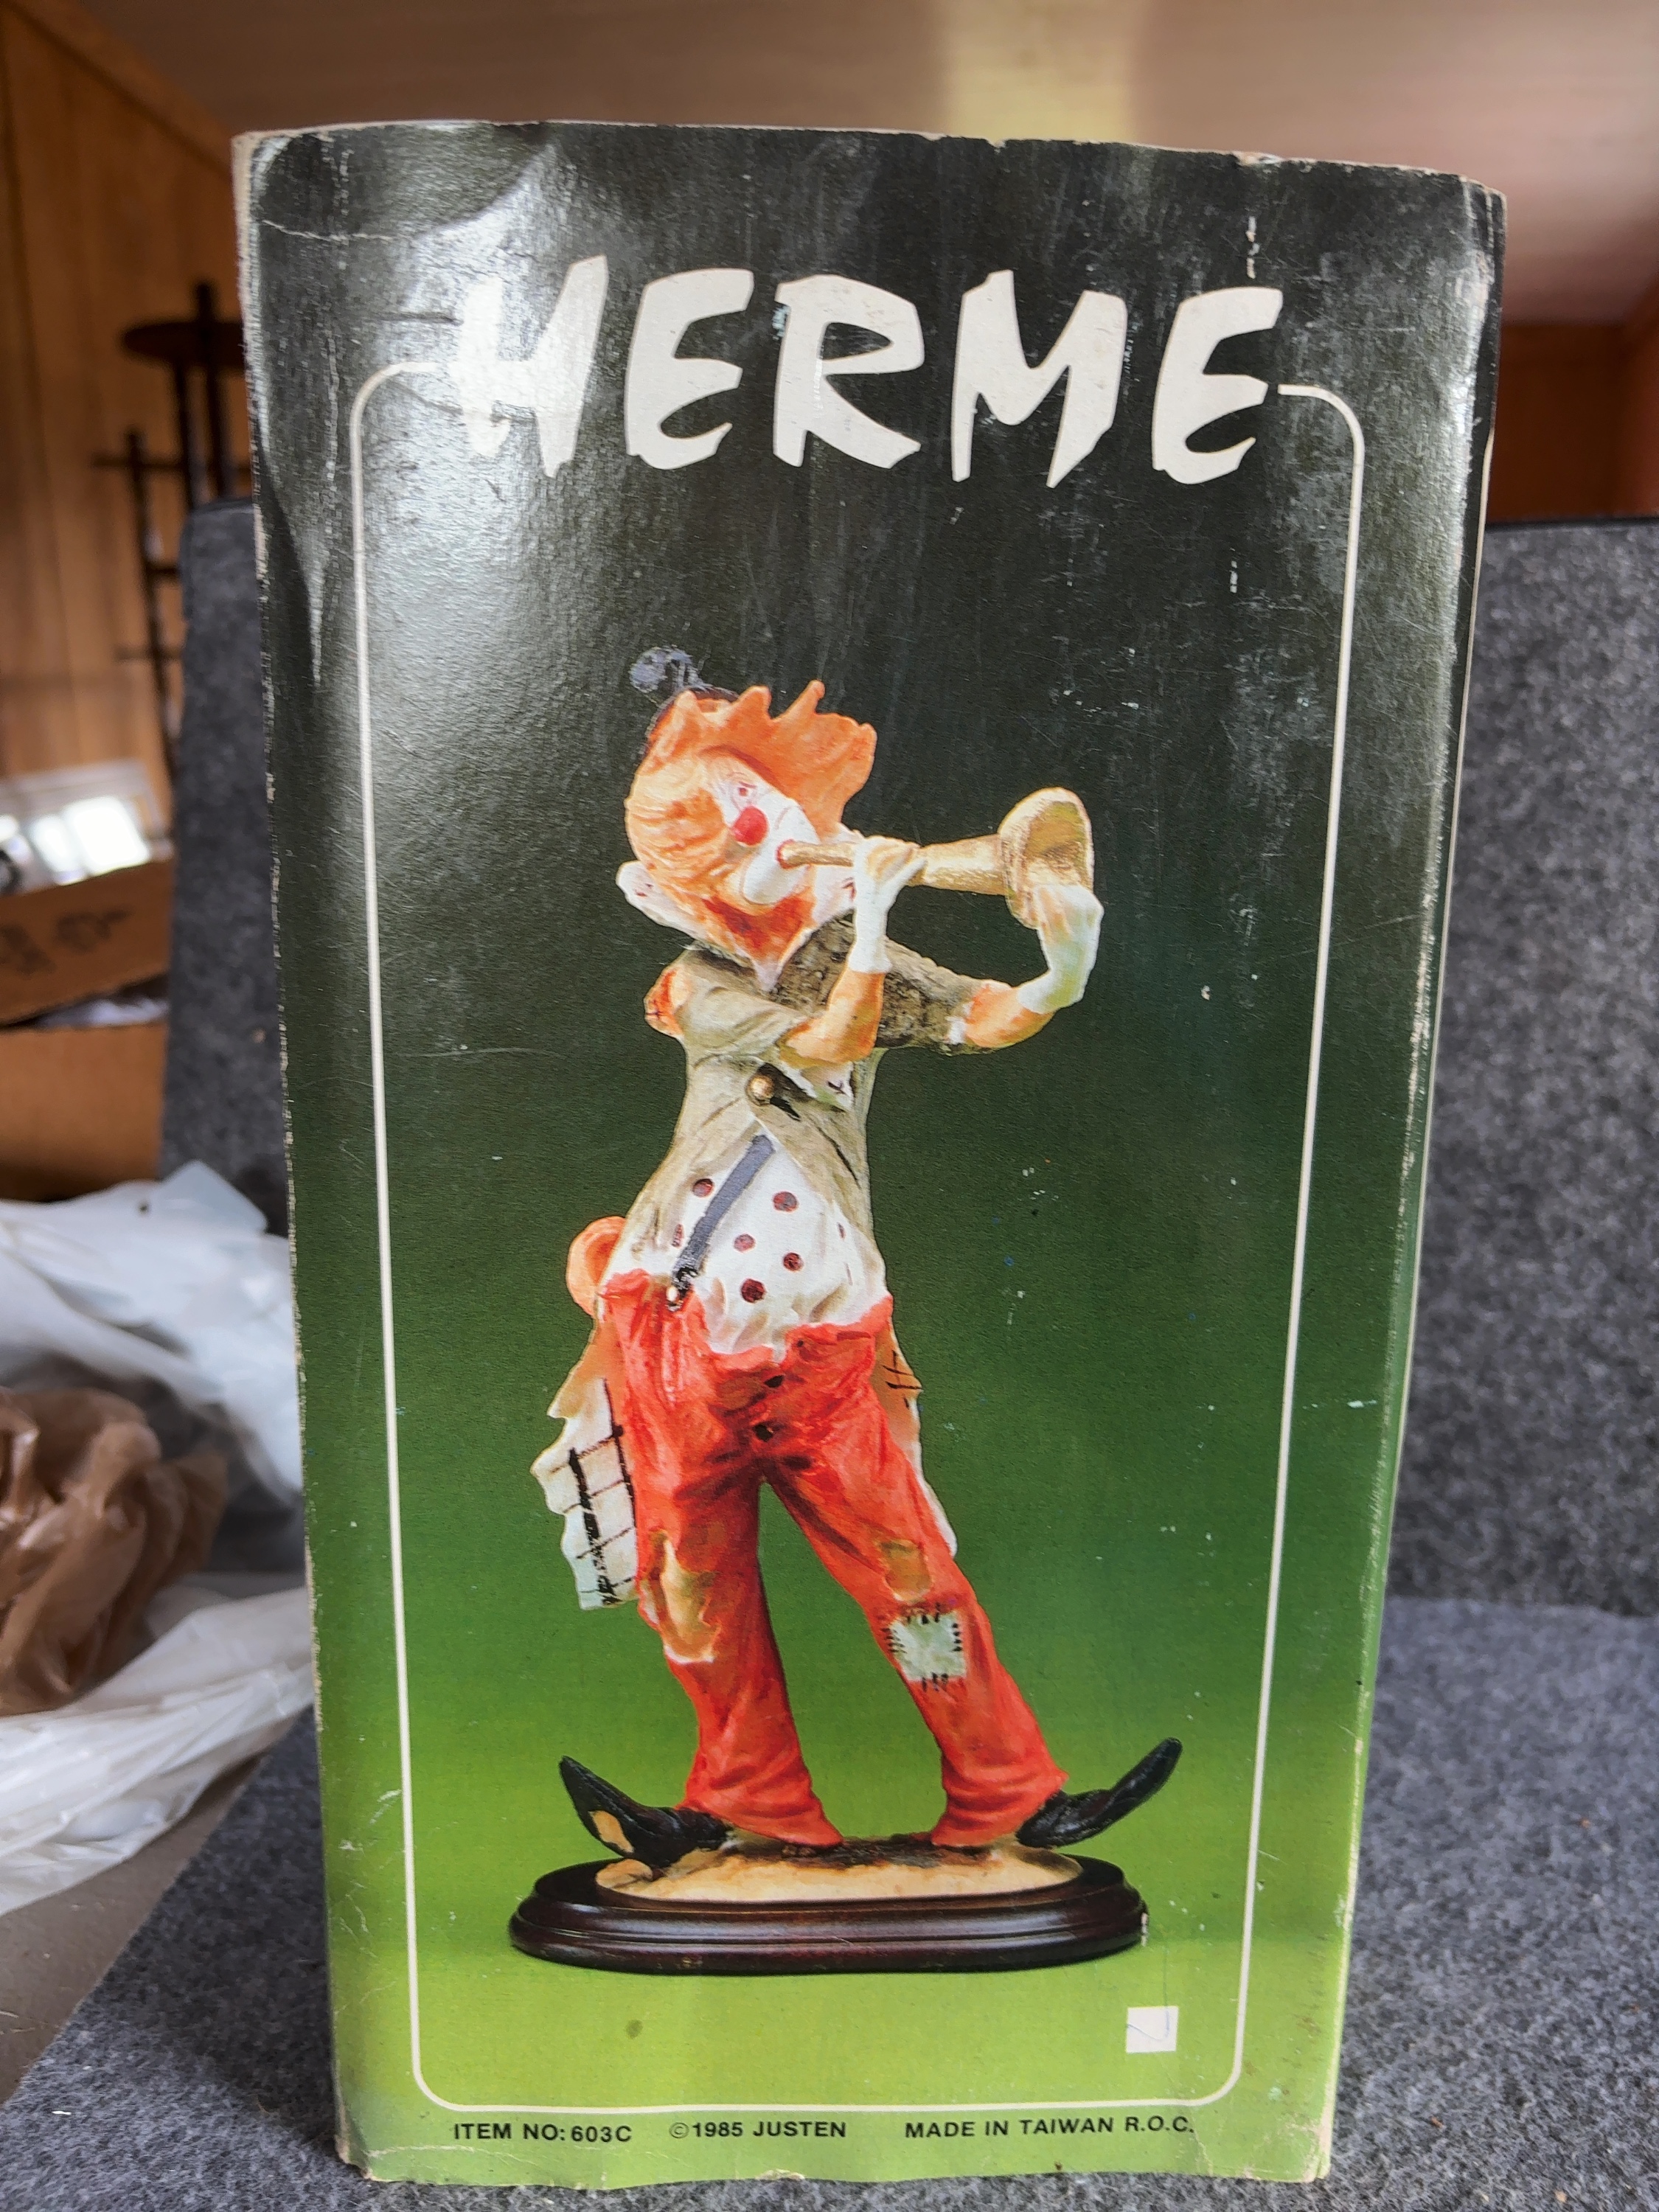 HERME
ITEM NO: 603C ©1985 JUSTEN MADE IN TAIWAN R.O.C.